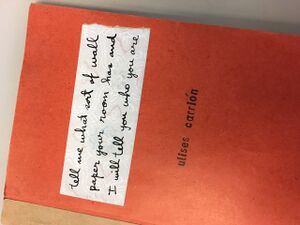 tell me what sort of wall
paper your room has and
I will tell you who you are
ulises carrión